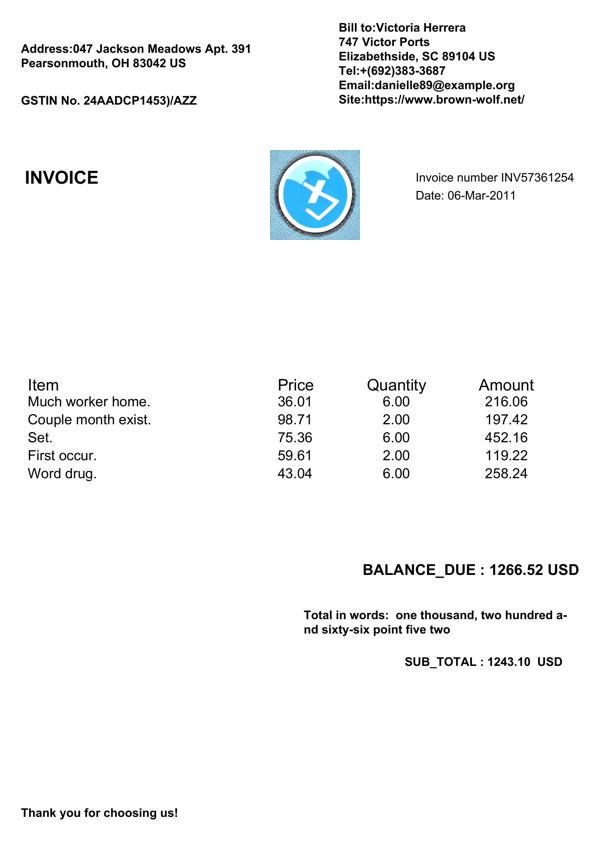 Address:047 Jackson Meadows Apt. 391
Pearsonmouth, OH 83042 US
GSTIN No. 24AADCP1453)/AZZ
Bill to:Victoria Herrera
747 Victor Ports
Elizabethside, SC 89104 US
Tel:+(692)383-3687
Email:danielle89@example.org
Site:https://www.brown-wolf.net/
INVOICE
Invoice number INV57361254
Date: 06-Mar-2011
Item Price Quantity Amount
Much worker home. 36.01 6.00 216.06
Couple month exist. 98.71 2.00 197.42
Set. 75.36 6.00 452.16
First occur. 59.61 2.00 119.22
Word drug. 43.04 6.00 258.24
BALANCE_DUE : 1266.52 USD
Total in words:  one thousand, two hundred a-
nd sixty-six point five two
SUB_TOTAL : 1243.10  USD
Thank you for choosing us!